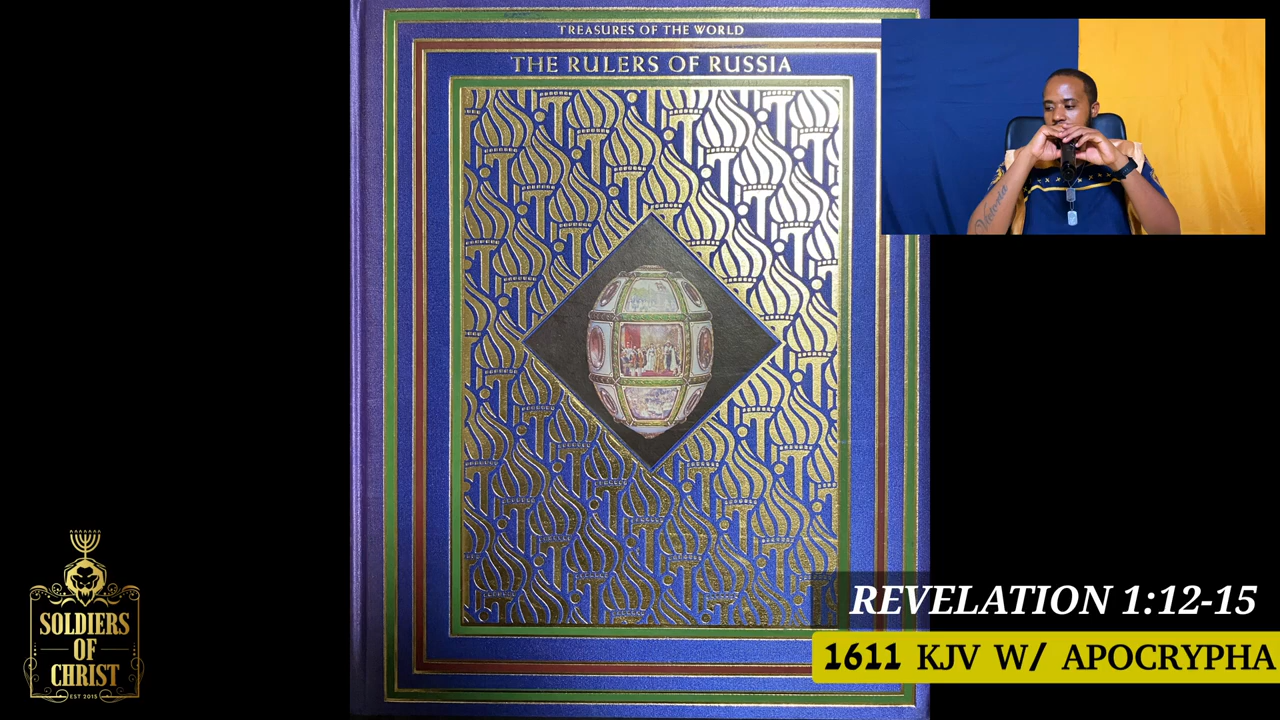 TREASURES OF THE WORLD
THE RULERS OF RUSSIA
Victoria
SOLDIERS
OF
CHRIST
EST 2015
REVELATION 1:12-15
1611 KJV W/ APOCRYPHA